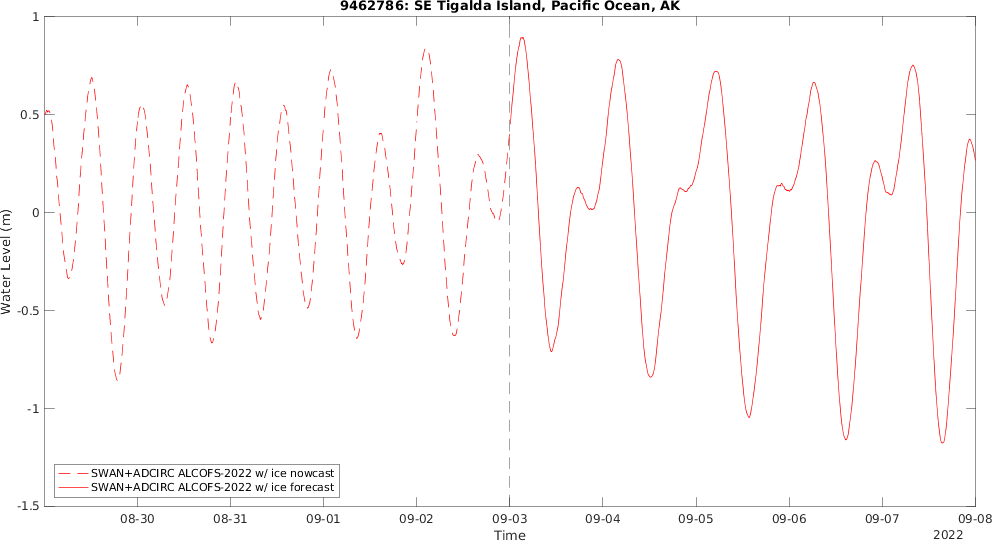 9462786: SE Tigalda Island, Pacific Ocean, AK
1
0.5
0
-0.5
-1
-1.5
Water Level (m)
SWAN+ADCIRC ALCOFS-2022 w/ ice nowcast
SWAN+ADCIRC ALCOFS-2022 w/ ice forecast
08-30 08-31 09-01 09-02 09-03 09-04 09-05 09-06 09-07 09-08
Time
2022